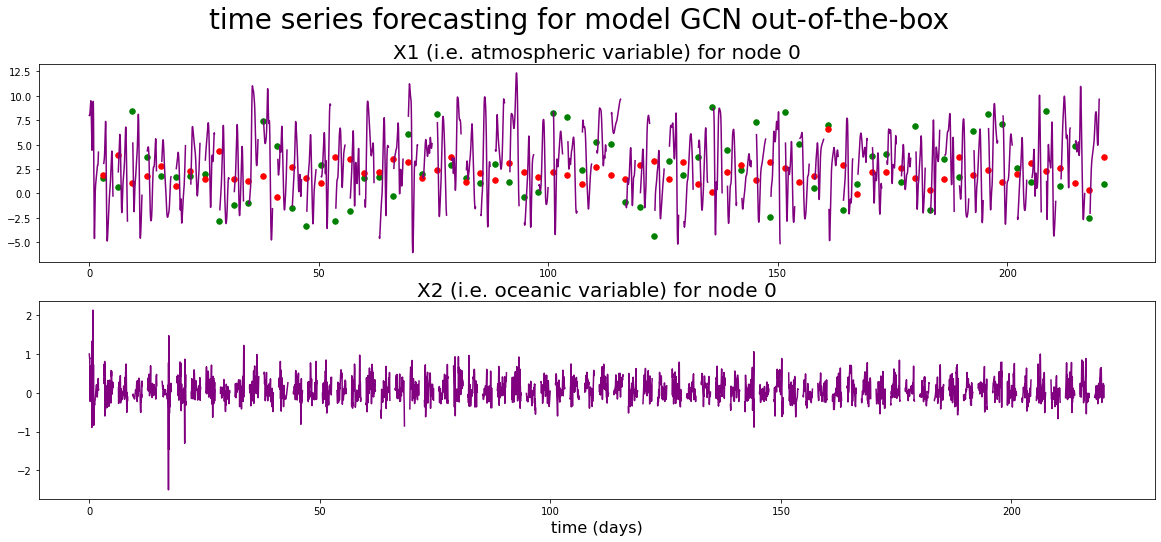 time series forecasting for model GCN out-of-the-box
X1 (i.e. atmospheric variable) for node 0
12.5
10.0
7.5
5.0
2.5
0.0
−2.5
−5.0
0 50 100 150 200
X2 (i.e. oceanic variable) for node 0
2
1
0
−1
−2
0 50 100 150 200
time (days)